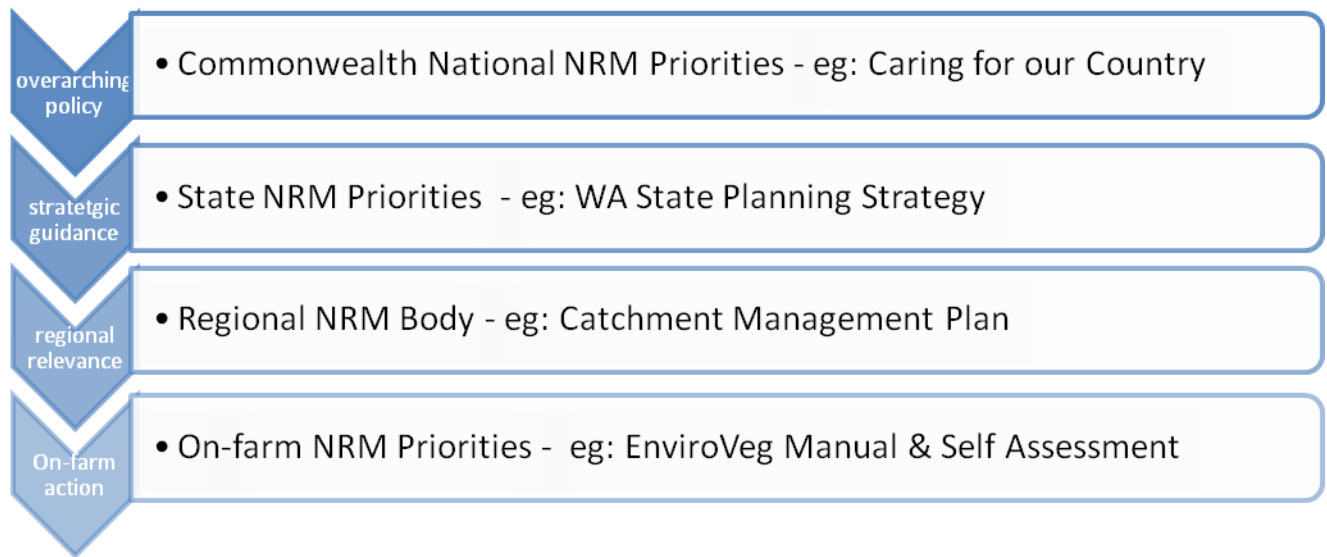 overarching
policy
• Commonwealth National NRM Priorities - eg: Caring for our Country
stratetgic
guidance
• State NRM Priorities - eg: WA State Planning Strategy
regional
relevance
• Regional NRM Body - eg: Catchment Management Plan
On-farm
action
• On-farm NRM Priorities - eg: EnviroVeg Manual & Self Assessment